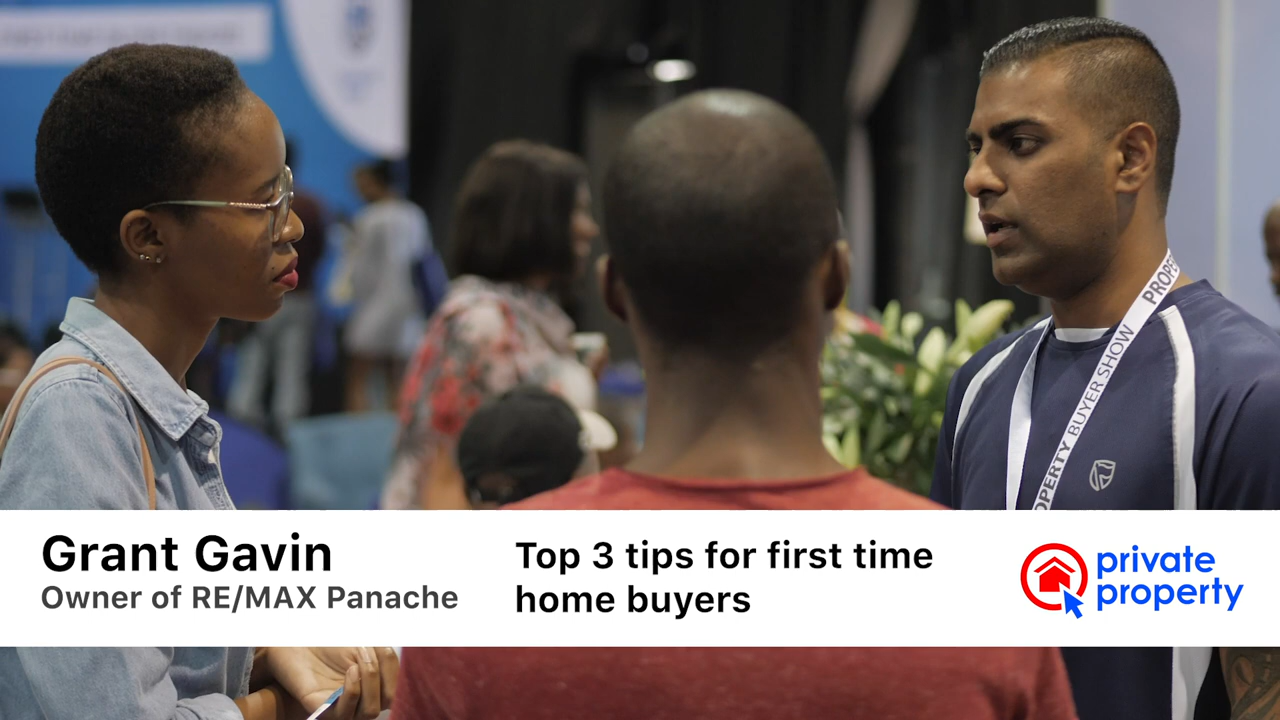 PROPERTY BUYER SHOW
PROPE
Grant Gavin
Owner of RE/MAX Panache
Top 3 tips for first time
home buyers
private
property